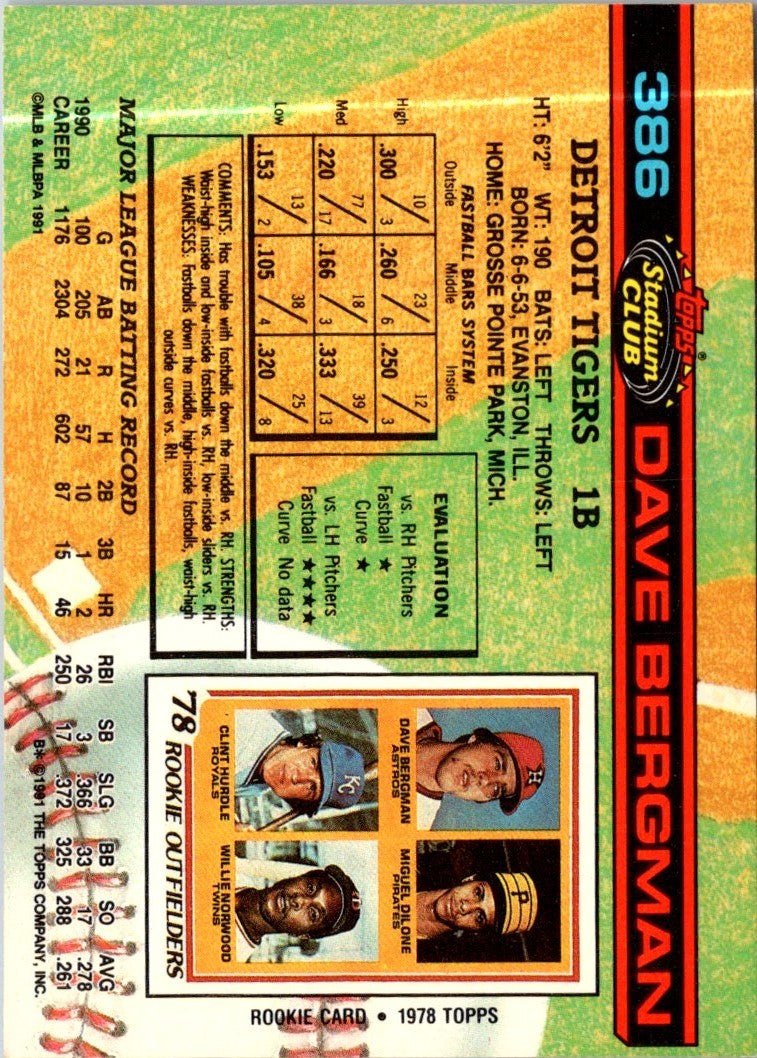 386 topps® Stadium CLUB DAVE BERGMAN
DETROIT TIGERS 1B
HT: 6'2" WT: 190 BATS: LEFT THROWS: LEFT
BORN: 6-6-53, EVANSTON, ILL.
HOME: GROSSE POINTE PARK, MICH.
FASTBALL BARS SYSTEM
Outside Middle Inside
High .300 10/3 .260 23/6 .250 12/3
Med .220 77/17 .166 18/3 .333 39/13
Low .153 13/2 .105 38/4 .320 25/8
EVALUATION
vs. RH Pitchers
Fastball ★
Curve ★
vs. LH Pitchers
Fastball ★★★★
Curve No data
COMMENTS: Has trouble with fastballs down the middle vs. RH. STRENGTHS:
Waist-high inside and low-inside fastballs vs. RH, low-inside sliders vs. RH.
WEAKNESSES: Fastballs down the middle, high-inside fastballs, waist-high
outside curves vs. RH.
DAVE BERGMAN
ASTROS
MIGUEL DILONE
PIRATES
CLINT HURDLE
ROYALS
WILLIE NORWOOD
TWINS
'78 ROOKIE OUTFIELDERS
ROOKIE CARD • 1978 TOPPS
MAJOR LEAGUE BATTING RECORD
G AB R H 2B 3B HR RBI SB SLG BB SO AVG
1990 100 205 21 57 10 1 2 26 3 .366 33 17 .278
CAREER 1176 2304 272 602 87 15 46 250 17 .372 325 288 .261
©MLB & MLBPA 1991
B* ©1991 THE TOPPS COMPANY, INC.